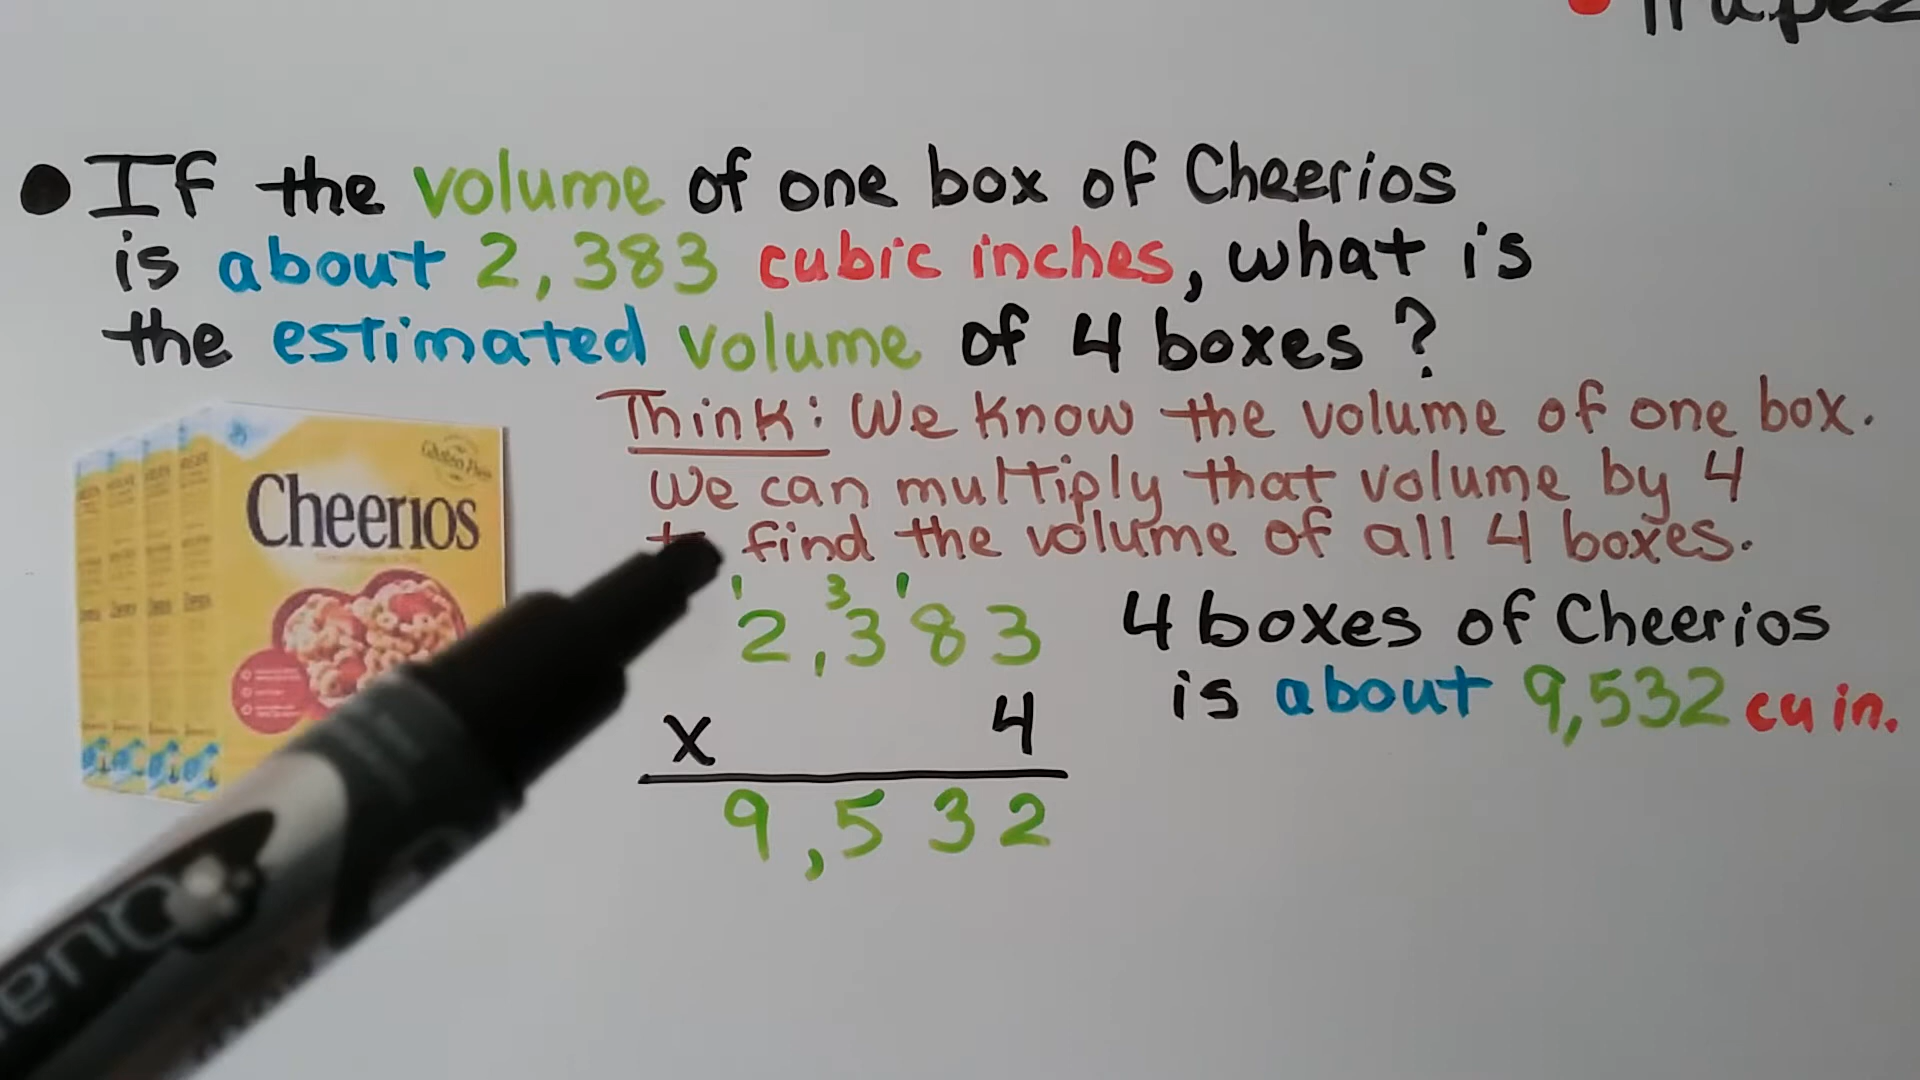 If the volume of one box of Cheerios
is about 2,383 cubic inches, what is
the estimated volume of 4 boxes?
Think: We know the volume of one box.
We can multiply that volume by 4
find the volume of all 4 boxes.
Cheerios
Gluten Free
1 3 1
2,383
x 4
9,532
4 boxes of Cheerios
is about 9,532 cu in.